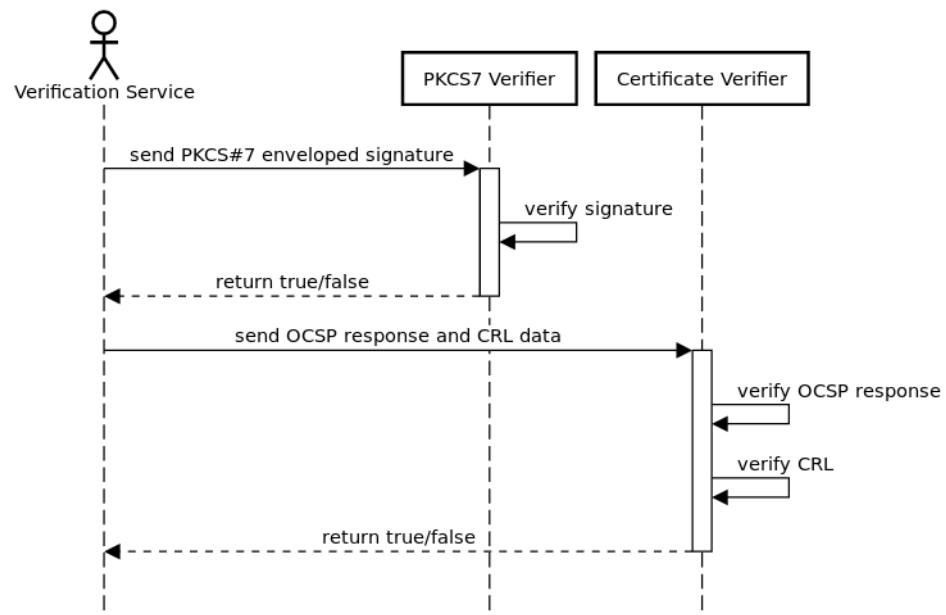 Verification Service
PKCS7 Verifier
Certificate Verifier
send PKCS#7 enveloped signature
verify signature
return true/false
send OCSP response and CRL data
verify OCSP response
verify CRL
return true/false